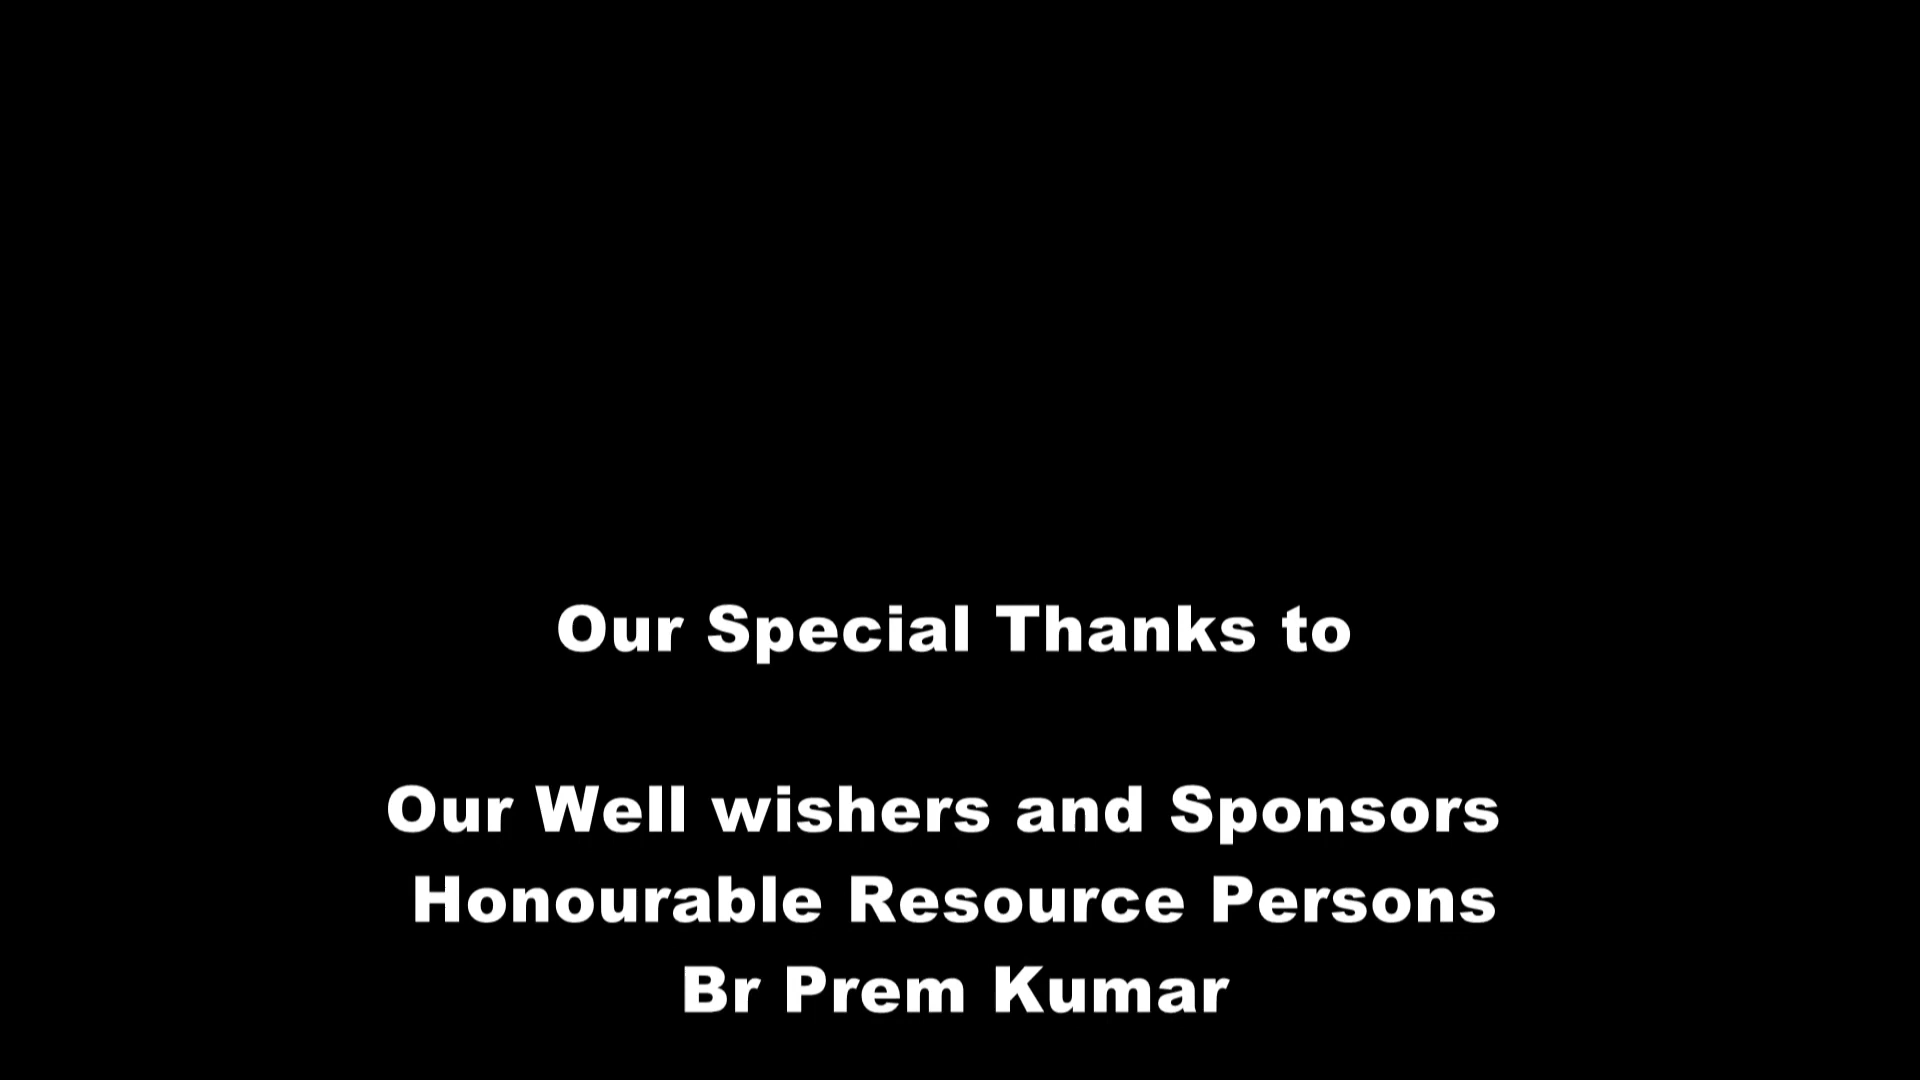 Our Special Thanks to
Our Well wishers and Sponsors
Honourable Resource Persons
Br Prem Kumar